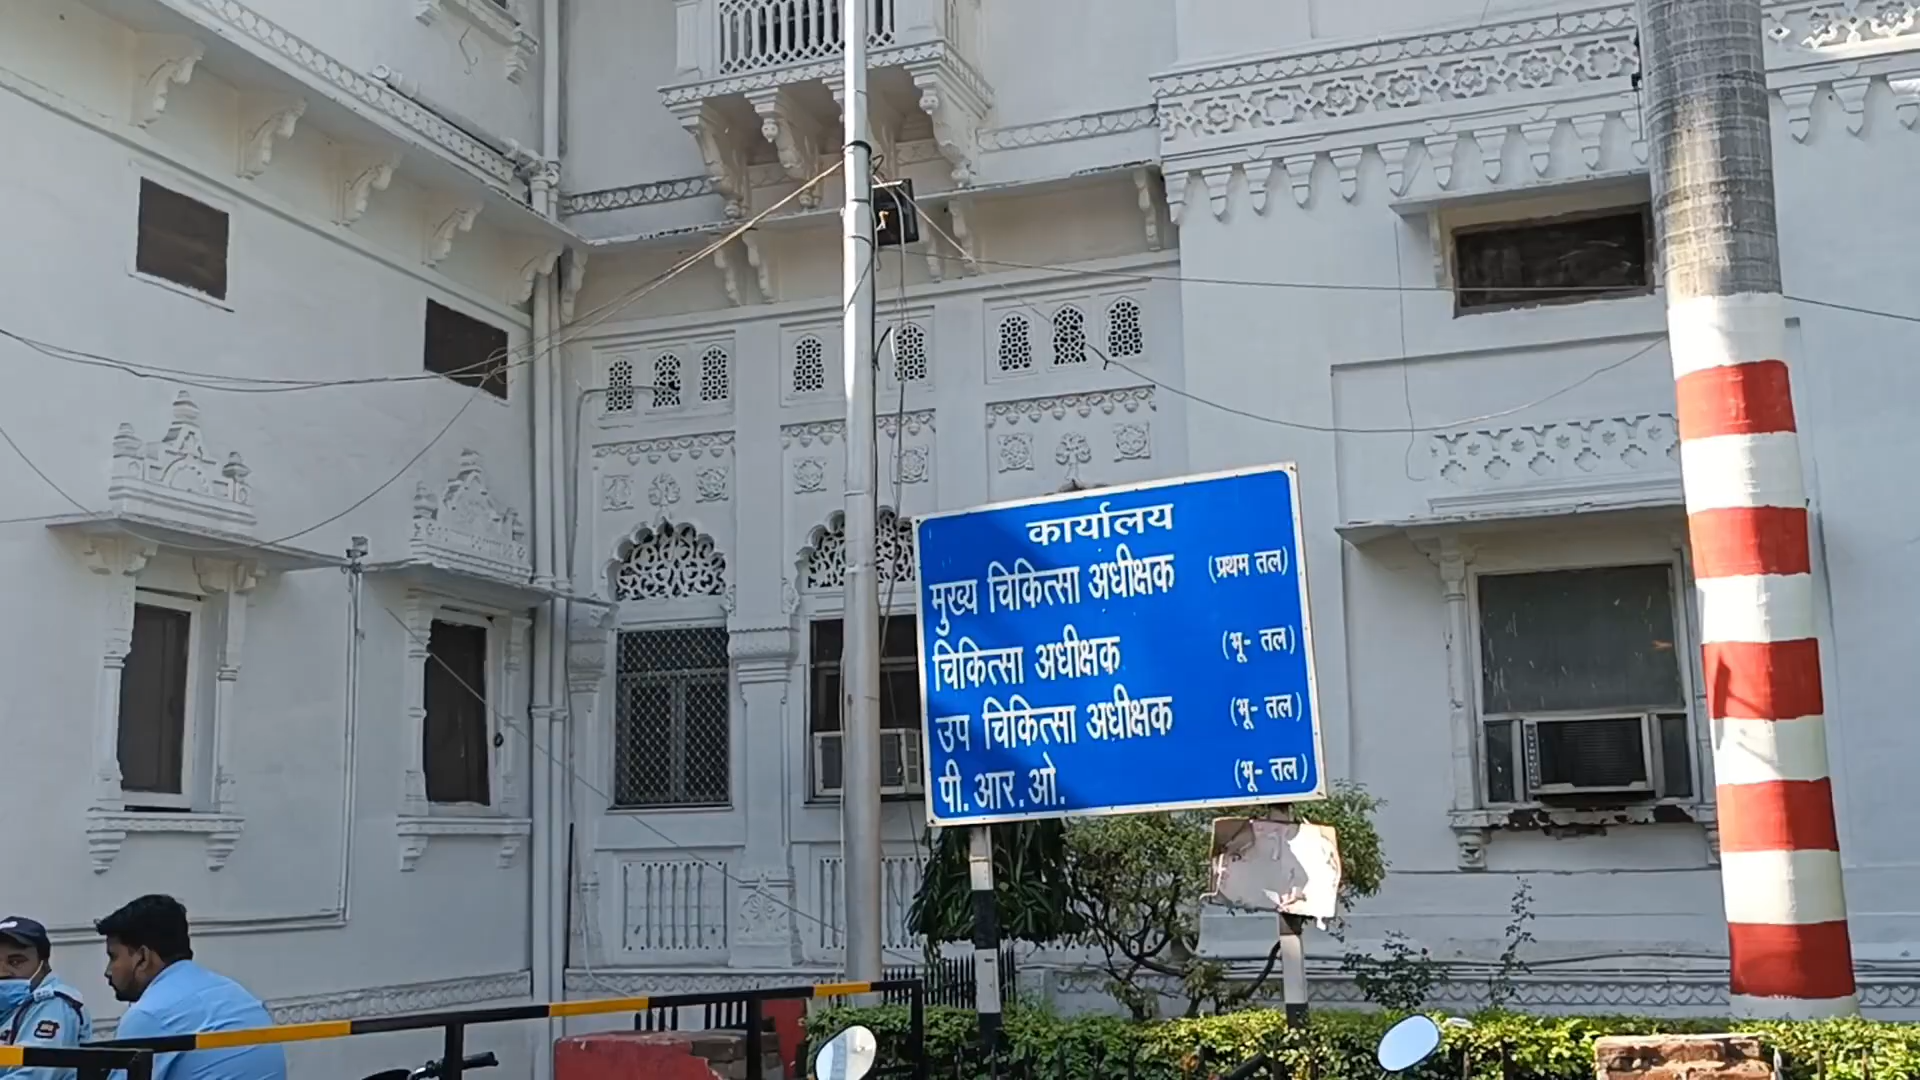 कार्यालय
मुख्य चिकित्सा अधीक्षक (प्रथम तल)
चिकित्सा अधीक्षक (भू- तल)
उप चिकित्सा अधीक्षक (भू- तल)
पी. आर. ओ. (भू- तल)